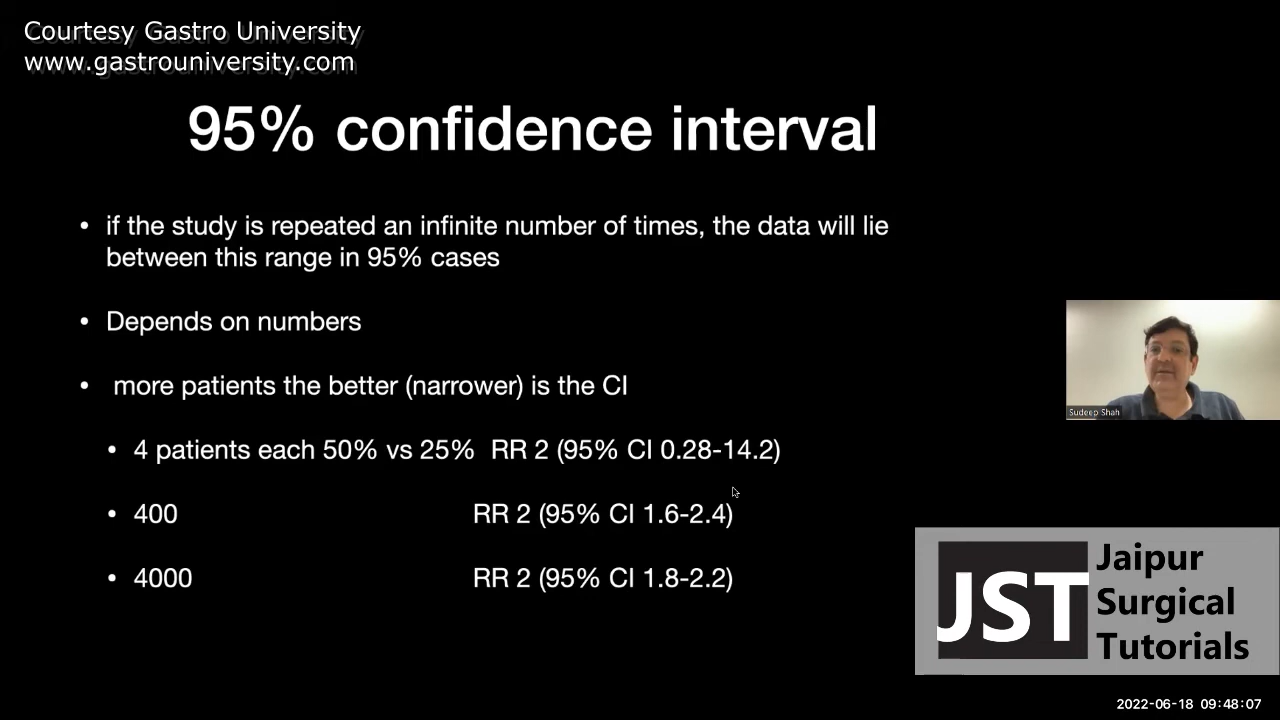 Courtesy Gastro University
www.gastrouniversity.com
95% confidence interval
• if the study is repeated an infinite number of times, the data will lie
between this range in 95% cases
• Depends on numbers
• more patients the better (narrower) is the CI
• 4 patients each 50% vs 25% RR 2 (95% CI 0.28-14.2)
• 400 RR 2 (95% CI 1.6-2.4)
• 4000 RR 2 (95% CI 1.8-2.2)
Sudeep Shah
JST
Jaipur
Surgical
Tutorials
2022-06-18 09:48:07